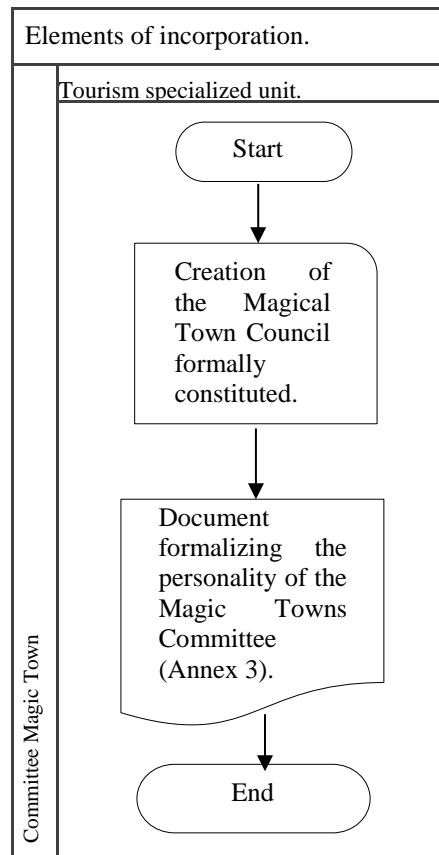 Elements of incorporation.
Tourism specialized unit.
Start
Creation of
the Magical
Town Council
formally
constituted.
Document
formalizing the
personality of the
Magic Towns
Committee
(Annex 3).
End
Committee Magic Town